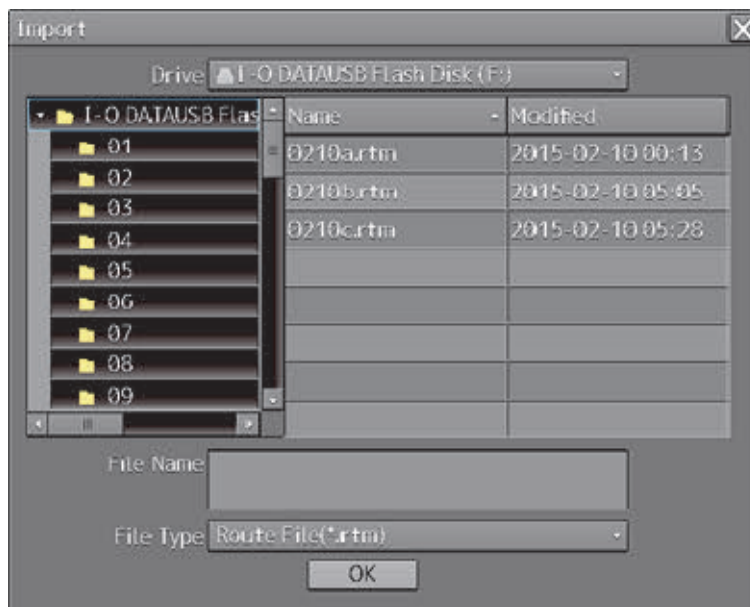 Import
Drive I-O DATAUSB Flash Disk (F:)
I-O DATAUSB Flas
Name Modified
01
02
03
04
05
06
07
08
09
0210a.rtm 2015-02-10 00:13
0210b.rtm 2015-02-10 05:05
0210c.rtm 2015-02-10 05:28
File Name
File Type Route File(*.rtm)
OK